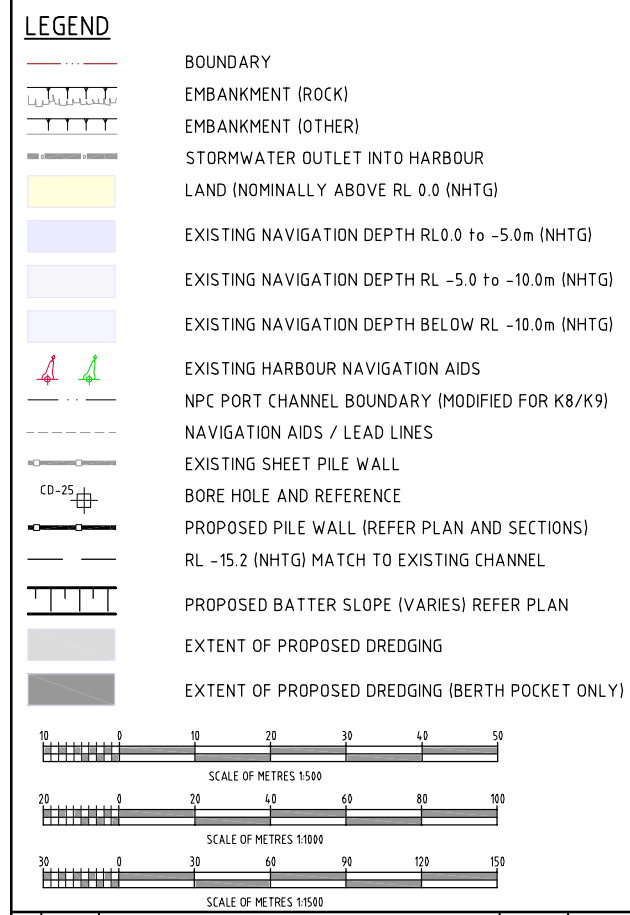 LEGEND
BOUNDARY
EMBANKMENT (ROCK)
EMBANKMENT (OTHER)
STORMWATER OUTLET INTO HARBOUR
LAND (NOMINALLY ABOVE RL 0.0 (NHTG)
EXISTING NAVIGATION DEPTH RL0.0 to -5.0m (NHTG)
EXISTING NAVIGATION DEPTH RL -5.0 to -10.0m (NHTG)
EXISTING NAVIGATION DEPTH BELOW RL -10.0m (NHTG)
EXISTING HARBOUR NAVIGATION AIDS
NPC PORT CHANNEL BOUNDARY (MODIFIED FOR K8/K9)
NAVIGATION AIDS / LEAD LINES
EXISTING SHEET PILE WALL
CD-25 BORE HOLE AND REFERENCE
PROPOSED PILE WALL (REFER PLAN AND SECTIONS)
RL -15.2 (NHTG) MATCH TO EXISTING CHANNEL
PROPOSED BATTER SLOPE (VARIES) REFER PLAN
EXTENT OF PROPOSED DREDGING
EXTENT OF PROPOSED DREDGING (BERTH POCKET ONLY)
10 0 10 20 30 40 50
SCALE OF METRES 1:500
20 0 20 40 60 80 100
SCALE OF METRES 1:1000
30 0 30 60 90 120 150
SCALE OF METRES 1:1500